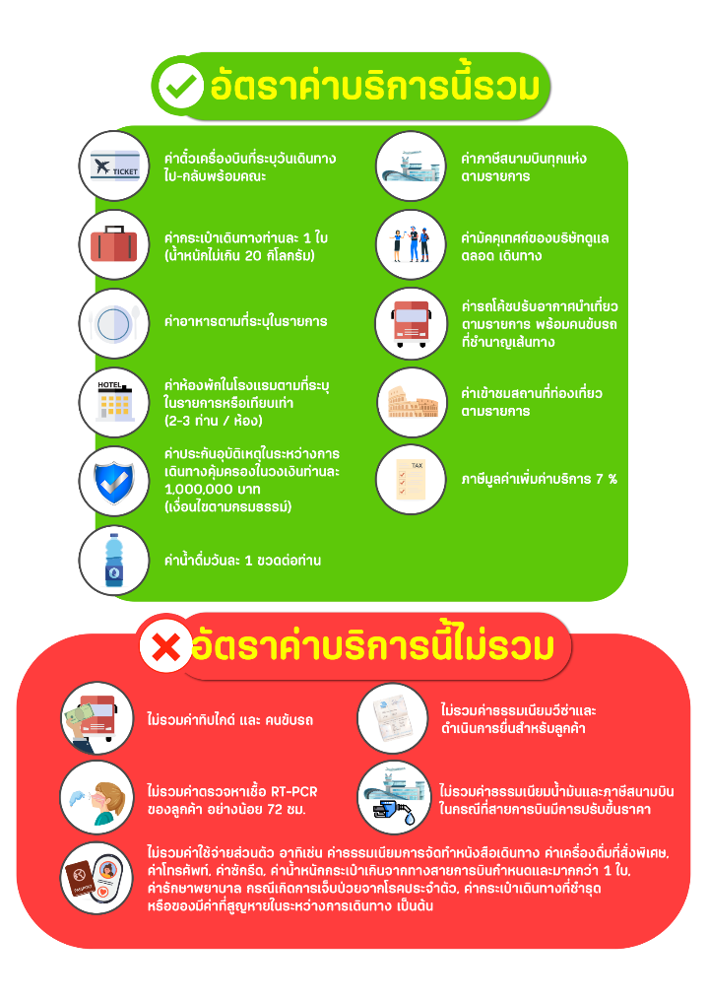 อัตราค่าบริการนี้รวม
TICKET
ค่าตั๋วเครื่องบินที่ระบุวันเดินทาง
ไป-กลับพร้อมคณะ
ค่าภาษีสนามบินทุกแห่ง
ตามรายการ
ค่ากระเป๋าเดินทางท่านละ 1 ใบ
(น้ำหนักไม่เกิน 20 กิโลกรัม)
ค่ามัคคุเทศก์ของบริษัทดูแล
ตลอด เดินทาง
ค่าอาหารตามที่ระบุในรายการ
ค่ารถโค้ชปรับอากาศนำเที่ยว
ตามรายการ พร้อมคนขับรถ
ที่ชำนาญเส้นทาง
HOTEL
ค่าห้องพักในโรงแรมตามที่ระบุ
ในรายการหรือเทียบเท่า
(2-3 ท่าน / ห้อง)
ค่าเข้าชมสถานที่ท่องเที่ยว
ตามรายการ
ค่าประกันอุบัติเหตุในระหว่างการ
เดินทางคุ้มครองในวงเงินท่านละ
1,000,000 บาท
(เงื่อนไขตามกรมธรรม์)
TAX
ภาษีมูลค่าเพิ่มค่าบริการ 7 %
ค่าน้ำดื่มวันละ 1 ขวดต่อท่าน
อัตราค่าบริการนี้ไม่รวม
ไม่รวมค่าทิปไกด์ และ คนขับรถ
ไม่รวมค่าธรรมเนียมวีซ่าและ
ดำเนินการยื่นสำหรับลูกค้า
ไม่รวมค่าตรวจหาเชื้อ RT-PCR
ของลูกค้า อย่างน้อย 72 ชม.
ไม่รวมค่าธรรมเนียมน้ำมันและภาษีสนามบิน
ในกรณีที่สายการบินมีการปรับขึ้นราคา
PASSPORT
ไม่รวมค่าใช้จ่ายส่วนตัว อาทิเช่น ค่าธรรมเนียมการจัดทำหนังสือเดินทาง ค่าเครื่องดื่มที่สั่งพิเศษ,
ค่าโทรศัพท์, ค่าซักรีด, ค่าน้ำหนักกระเป๋าเกินจากทางสายการบินกำหนดและมากกว่า 1 ใบ,
ค่ารักษาพยาบาล กรณีเกิดการเจ็บป่วยจากโรคประจำตัว, ค่ากระเป๋าเดินทางที่ชำรุด
หรือของมีค่าที่สูญหายในระหว่างการเดินทาง เป็นต้น